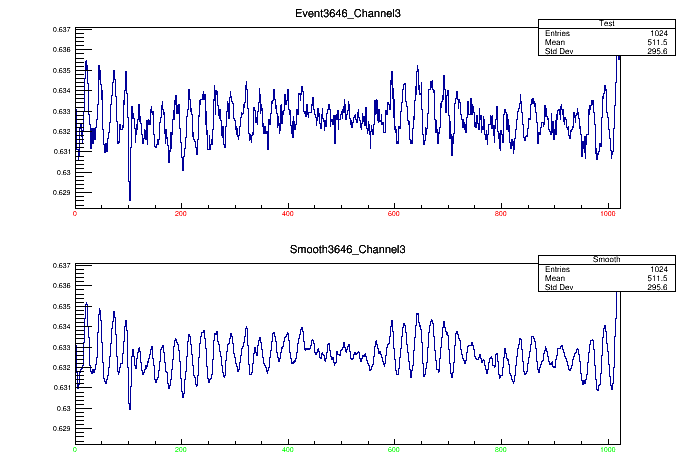 Event3646_Channel3
Test
Entries 1024
Mean 511.5
Std Dev 295.6
0.637
0.636
0.635
0.634
0.633
0.632
0.631
0.63
0.629
0 200 400 600 800 1000
Smooth3646_Channel3
Smooth
Entries 1024
Mean 511.5
Std Dev 295.6
0.637
0.636
0.635
0.634
0.633
0.632
0.631
0.63
0.629
0 200 400 600 800 1000